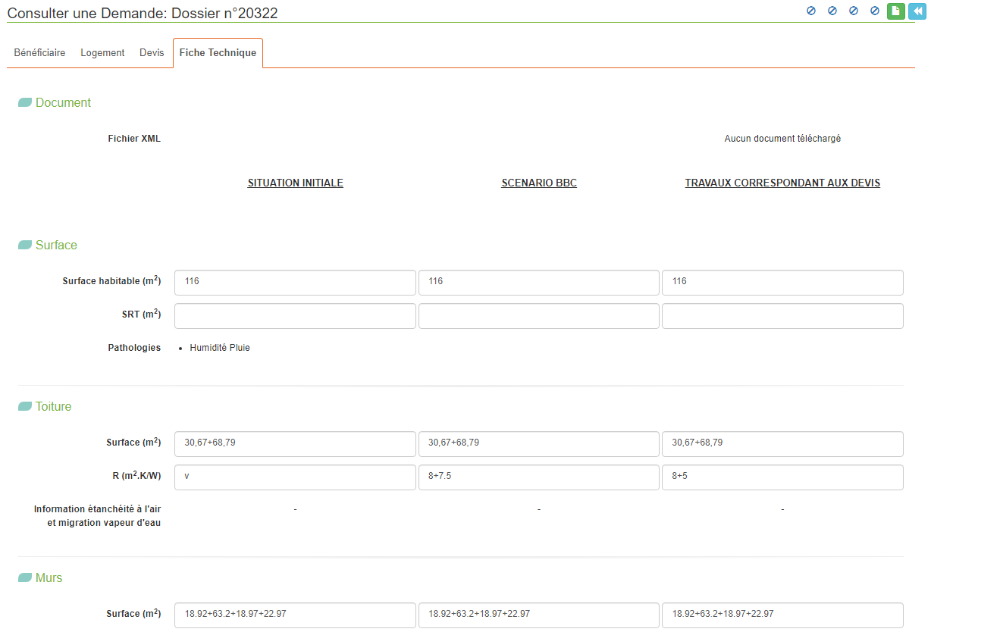 Consulter une Demande: Dossier n°20322
Bénéficiaire Logement Devis Fiche Technique
Document
Fichier XML Aucun document téléchargé
SITUATION INITIALE SCENARIO BBC TRAVAUX CORRESPONDANT AUX DEVIS
Surface
Surface habitable (m²) 116 116 116
SRT (m²)
Pathologies • Humidité Pluie
Toiture
Surface (m²) 30,67+68,79 30,67+68,79 30,67+68,79
R (m².K/W) v 8+7.5 8+5
Information étanchéité à l'air - - -
et migration vapeur d'eau
Murs
Surface (m²) 18.92+63.2+18.97+22.97 18.92+63.2+18.97+22.97 18.92+63.2+18.97+22.97